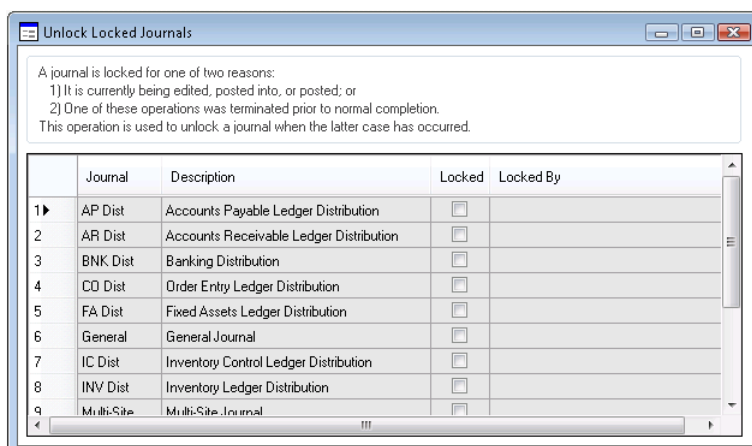 Unlock Locked Journals
A journal is locked for one of two reasons:
1) It is currently being edited, posted into, or posted; or
2) One of these operations was terminated prior to normal completion.
This operation is used to unlock a journal when the latter case has occurred.
Journal Description Locked Locked By
1 AP Dist Accounts Payable Ledger Distribution
2 AR Dist Accounts Receivable Ledger Distribution
3 BNK Dist Banking Distribution
4 CO Dist Order Entry Ledger Distribution
5 FA Dist Fixed Assets Ledger Distribution
6 General General Journal
7 IC Dist Inventory Control Ledger Distribution
8 INV Dist Inventory Ledger Distribution
9 Multi-Site Multi-Site Journal